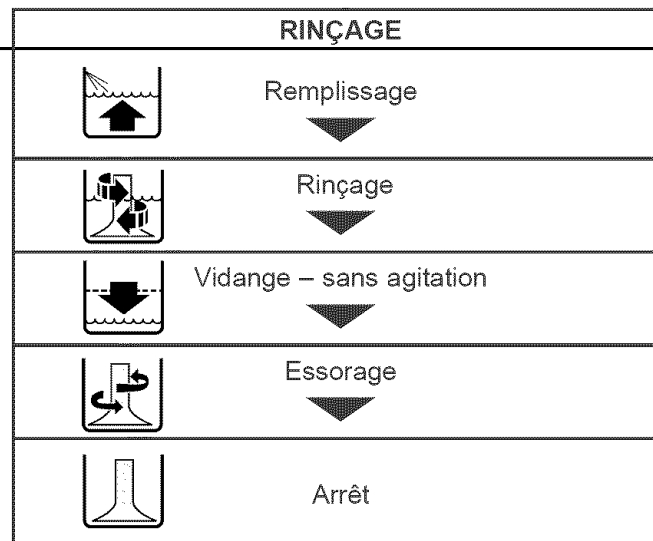 RINÇAGE
Remplissage
Rinçage
Vidange – sans agitation
Essorage
Arrêt